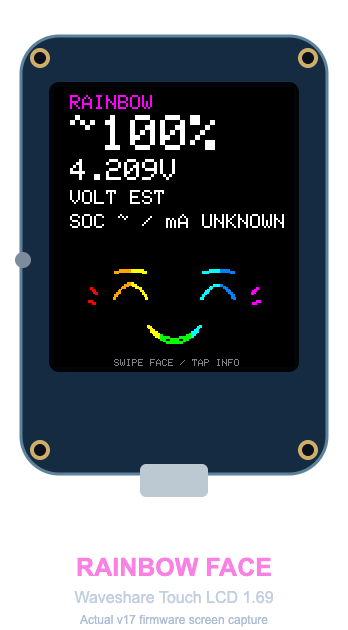 RAINBOW
~100%
4.209V
VOLT EST
SOC ~ / mA UNKNOWN
SWIPE FACE / TAP INFO
RAINBOW FACE
Waveshare Touch LCD 1.69
Actual v17 firmware screen capture